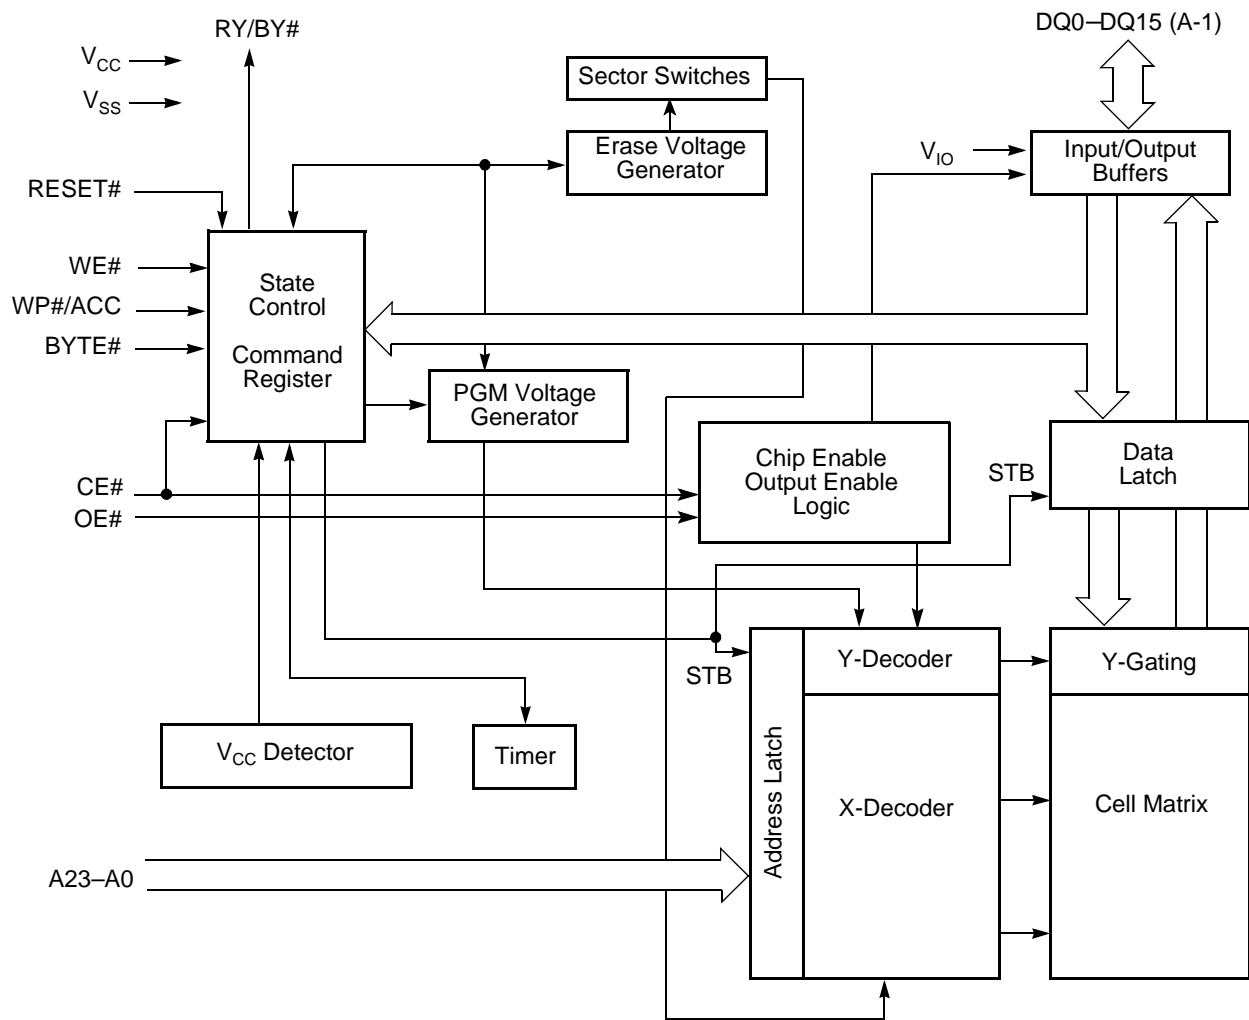 RY/BY#
DQ0–DQ15 (A-1)
VCC
VSS
Sector Switches
Erase Voltage
Generator
VIO
Input/Output
Buffers
RESET#
WE#
WP#/ACC
BYTE#
State
Control
Command
Register
PGM Voltage
Generator
CE#
OE#
Chip Enable
Output Enable
Logic
STB
Data
Latch
STB
Y-Decoder
Y-Gating
VCC Detector
Timer
Address Latch
X-Decoder
Cell Matrix
A23–A0